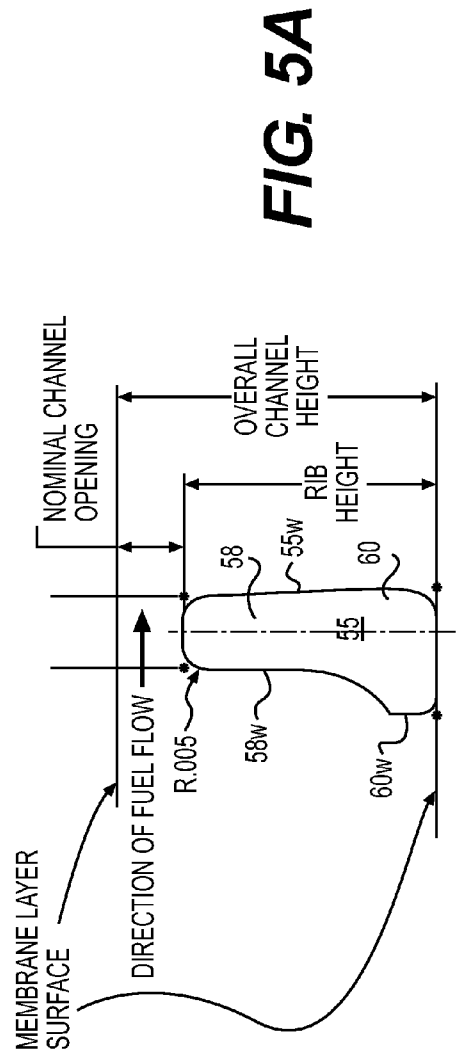 MEMBRANE LAYER
SURFACE
NOMINAL CHANNEL
OPENING
DIRECTION OF FUEL FLOW
R.005
58
55w
58w
55
60
60w
RIB
HEIGHT
OVERALL
CHANNEL
HEIGHT
FIG. 5A